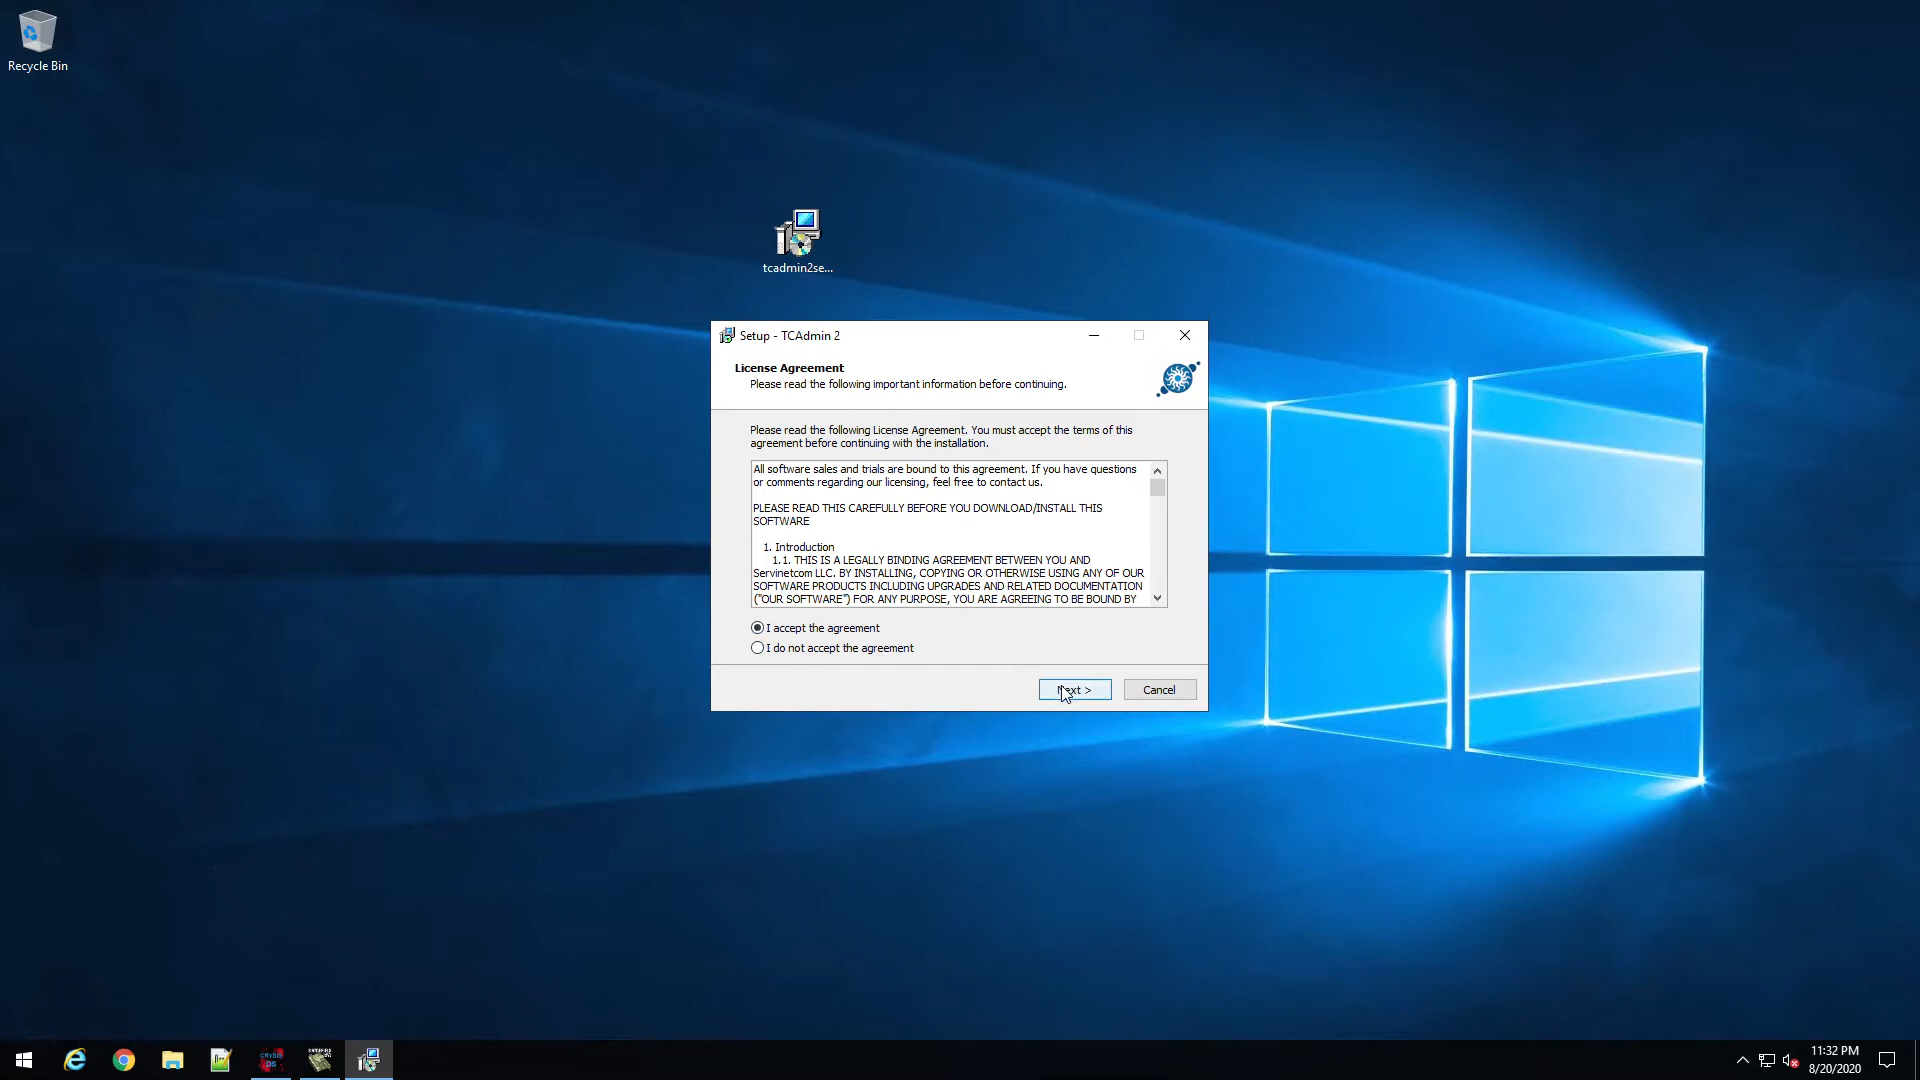 Recycle Bin
tcadmin2se...
Setup - TCAdmin 2
License Agreement
Please read the following important information before continuing.
Please read the following License Agreement. You must accept the terms of this
agreement before continuing with the installation.
All software sales and trials are bound to this agreement. If you have questions
or comments regarding our licensing, feel free to contact us.
PLEASE READ THIS CAREFULLY BEFORE YOU DOWNLOAD/INSTALL THIS
SOFTWARE
1. Introduction
1.1. THIS IS A LEGALLY BINDING AGREEMENT BETWEEN YOU AND
Servinetcom LLC. BY INSTALLING, COPYING OR OTHERWISE USING ANY OF OUR
SOFTWARE PRODUCTS INCLUDING UPGRADES AND RELATED DOCUMENTATION
("OUR SOFTWARE") FOR ANY PURPOSE, YOU ARE AGREEING TO BE BOUND BY
I accept the agreement
I do not accept the agreement
Next >
Cancel
CRYSIS
DS
11:32 PM
8/20/2020